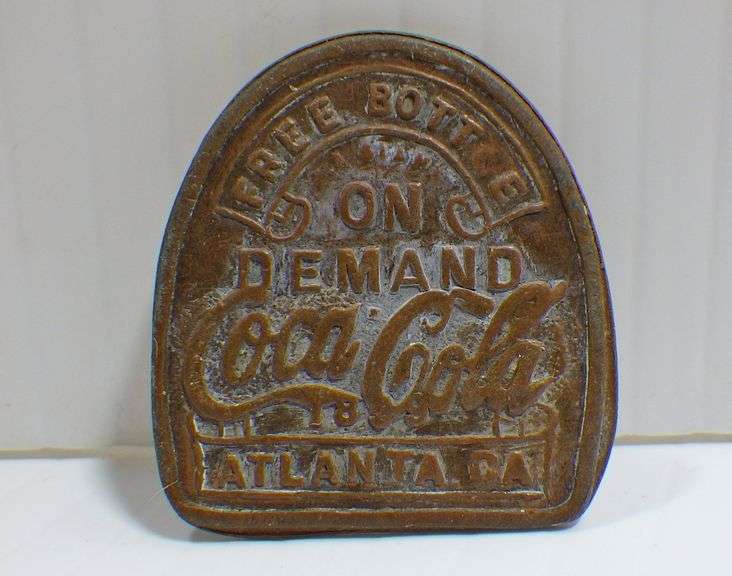 FREE BOTTLE
ON
DEMAND
Coca Cola
ATLANTA. GA